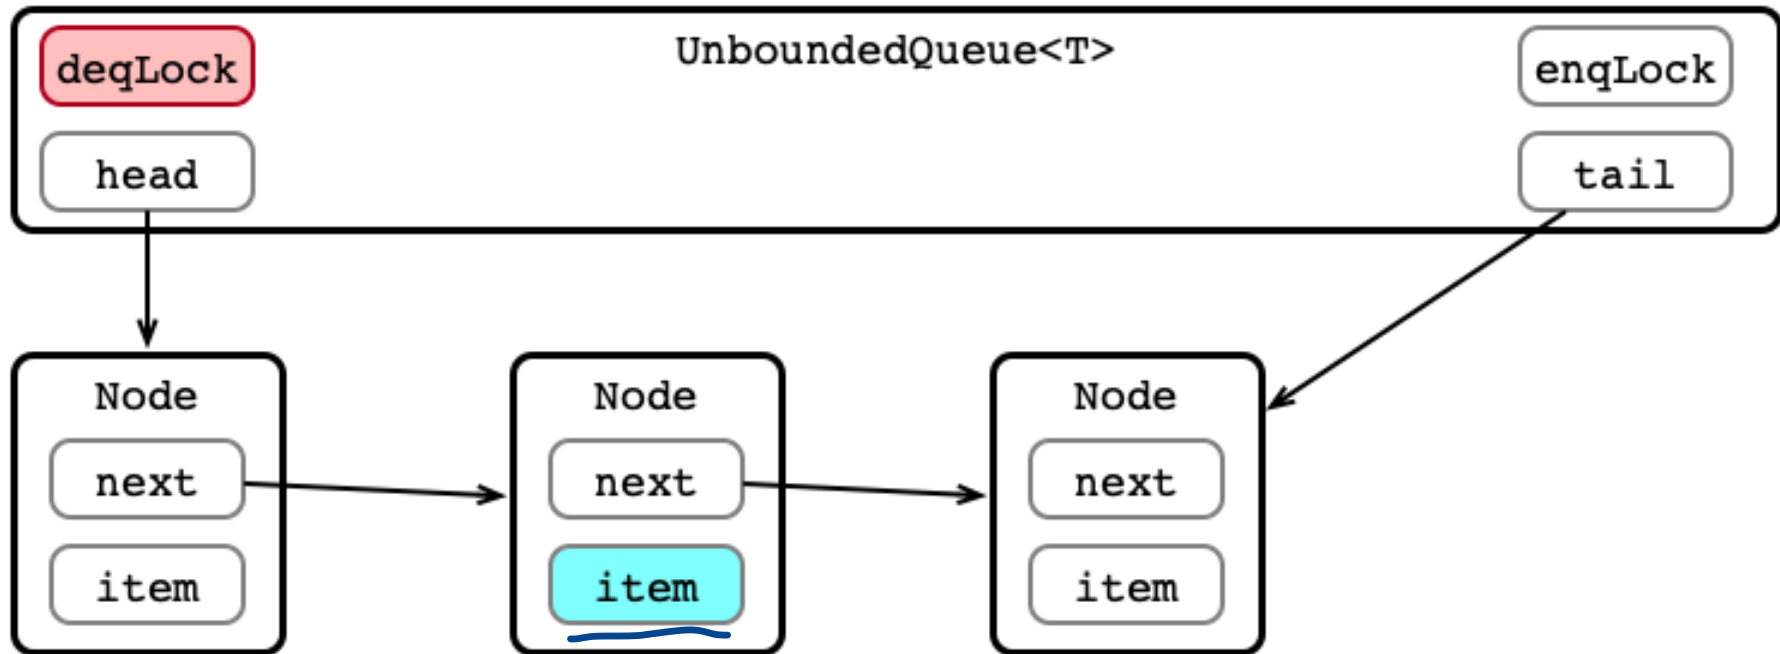 deqLock UnboundedQueue<T> enqLock
head tail
Node Node Node
next next next
item item item